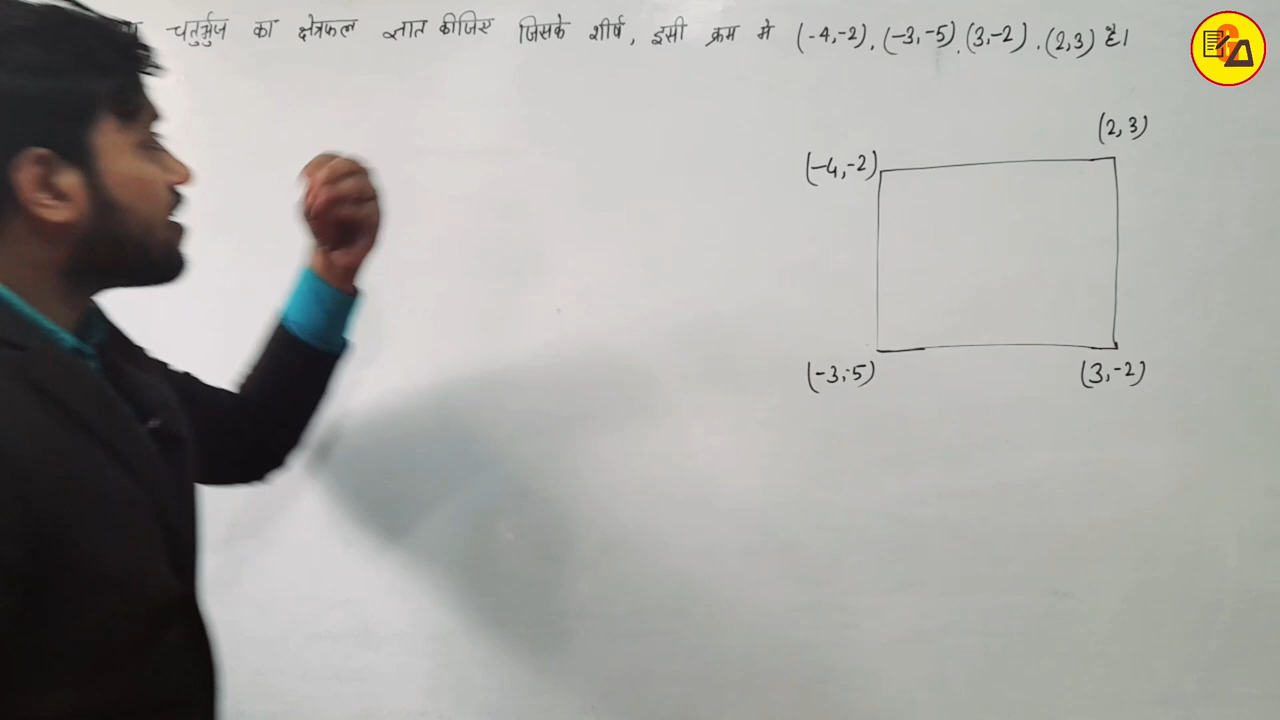 चतुर्भुज का क्षेत्रफल ज्ञात कीजिए जिसके शीर्ष, इसी क्रम मे (-4,-2), (-3,-5), (3,-2), (2,3) है।
(2,3)
(-4,-2)
(-3,-5) (3,-2)